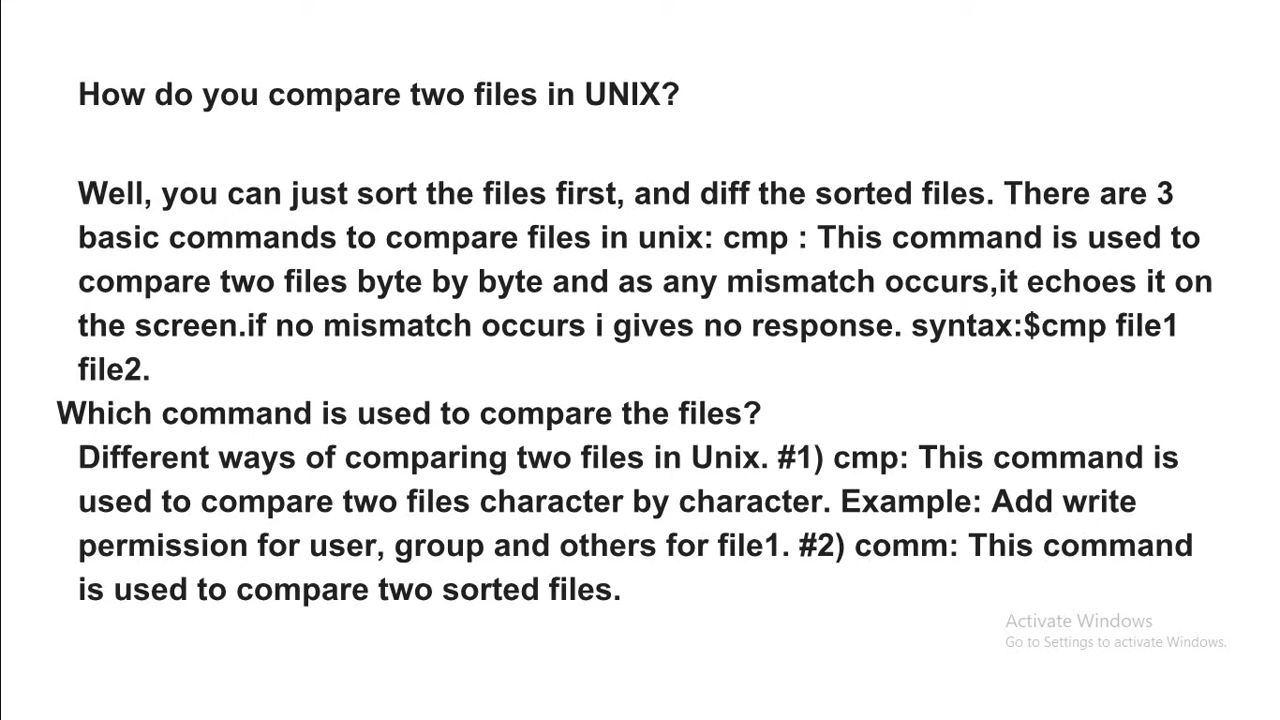 How do you compare two files in UNIX?
Well, you can just sort the files first, and diff the sorted files. There are 3
basic commands to compare files in unix: cmp : This command is used to
compare two files byte by byte and as any mismatch occurs,it echoes it on
the screen.if no mismatch occurs i gives no response. syntax:$cmp file1
file2.
Which command is used to compare the files?
Different ways of comparing two files in Unix. #1) cmp: This command is
used to compare two files character by character. Example: Add write
permission for user, group and others for file1. #2) comm: This command
is used to compare two sorted files.
Activate Windows
Go to Settings to activate Windows.